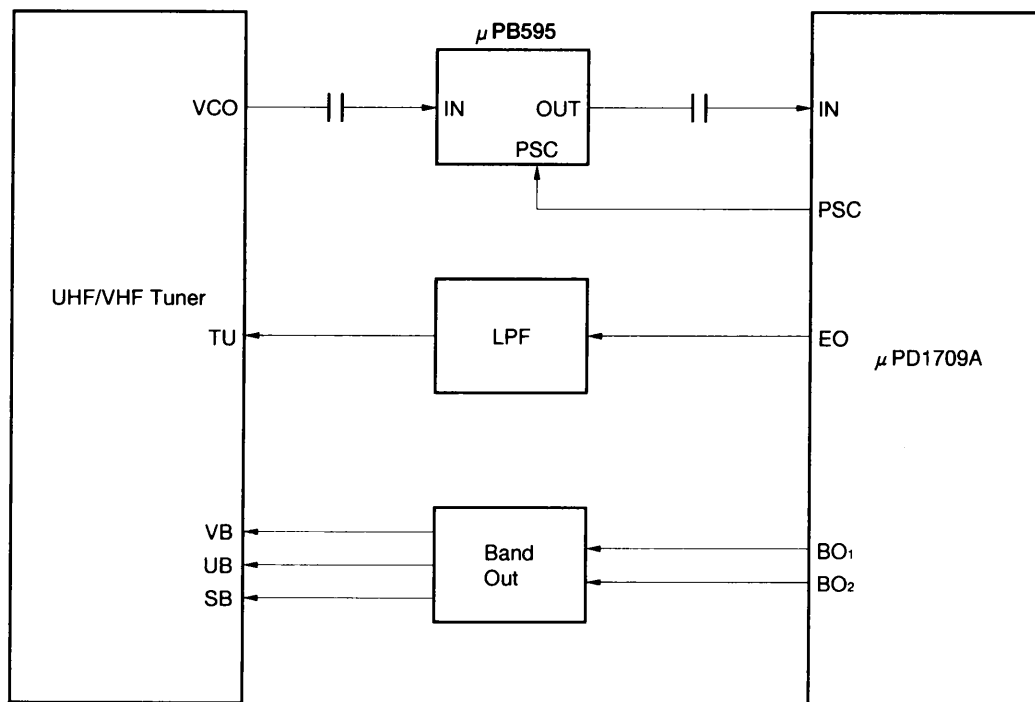 μPB595
VCO
IN
OUT
PSC
IN
PSC
UHF/VHF Tuner
TU
LPF
EO
μPD1709A
VB
UB
SB
Band
Out
BO₁
BO₂